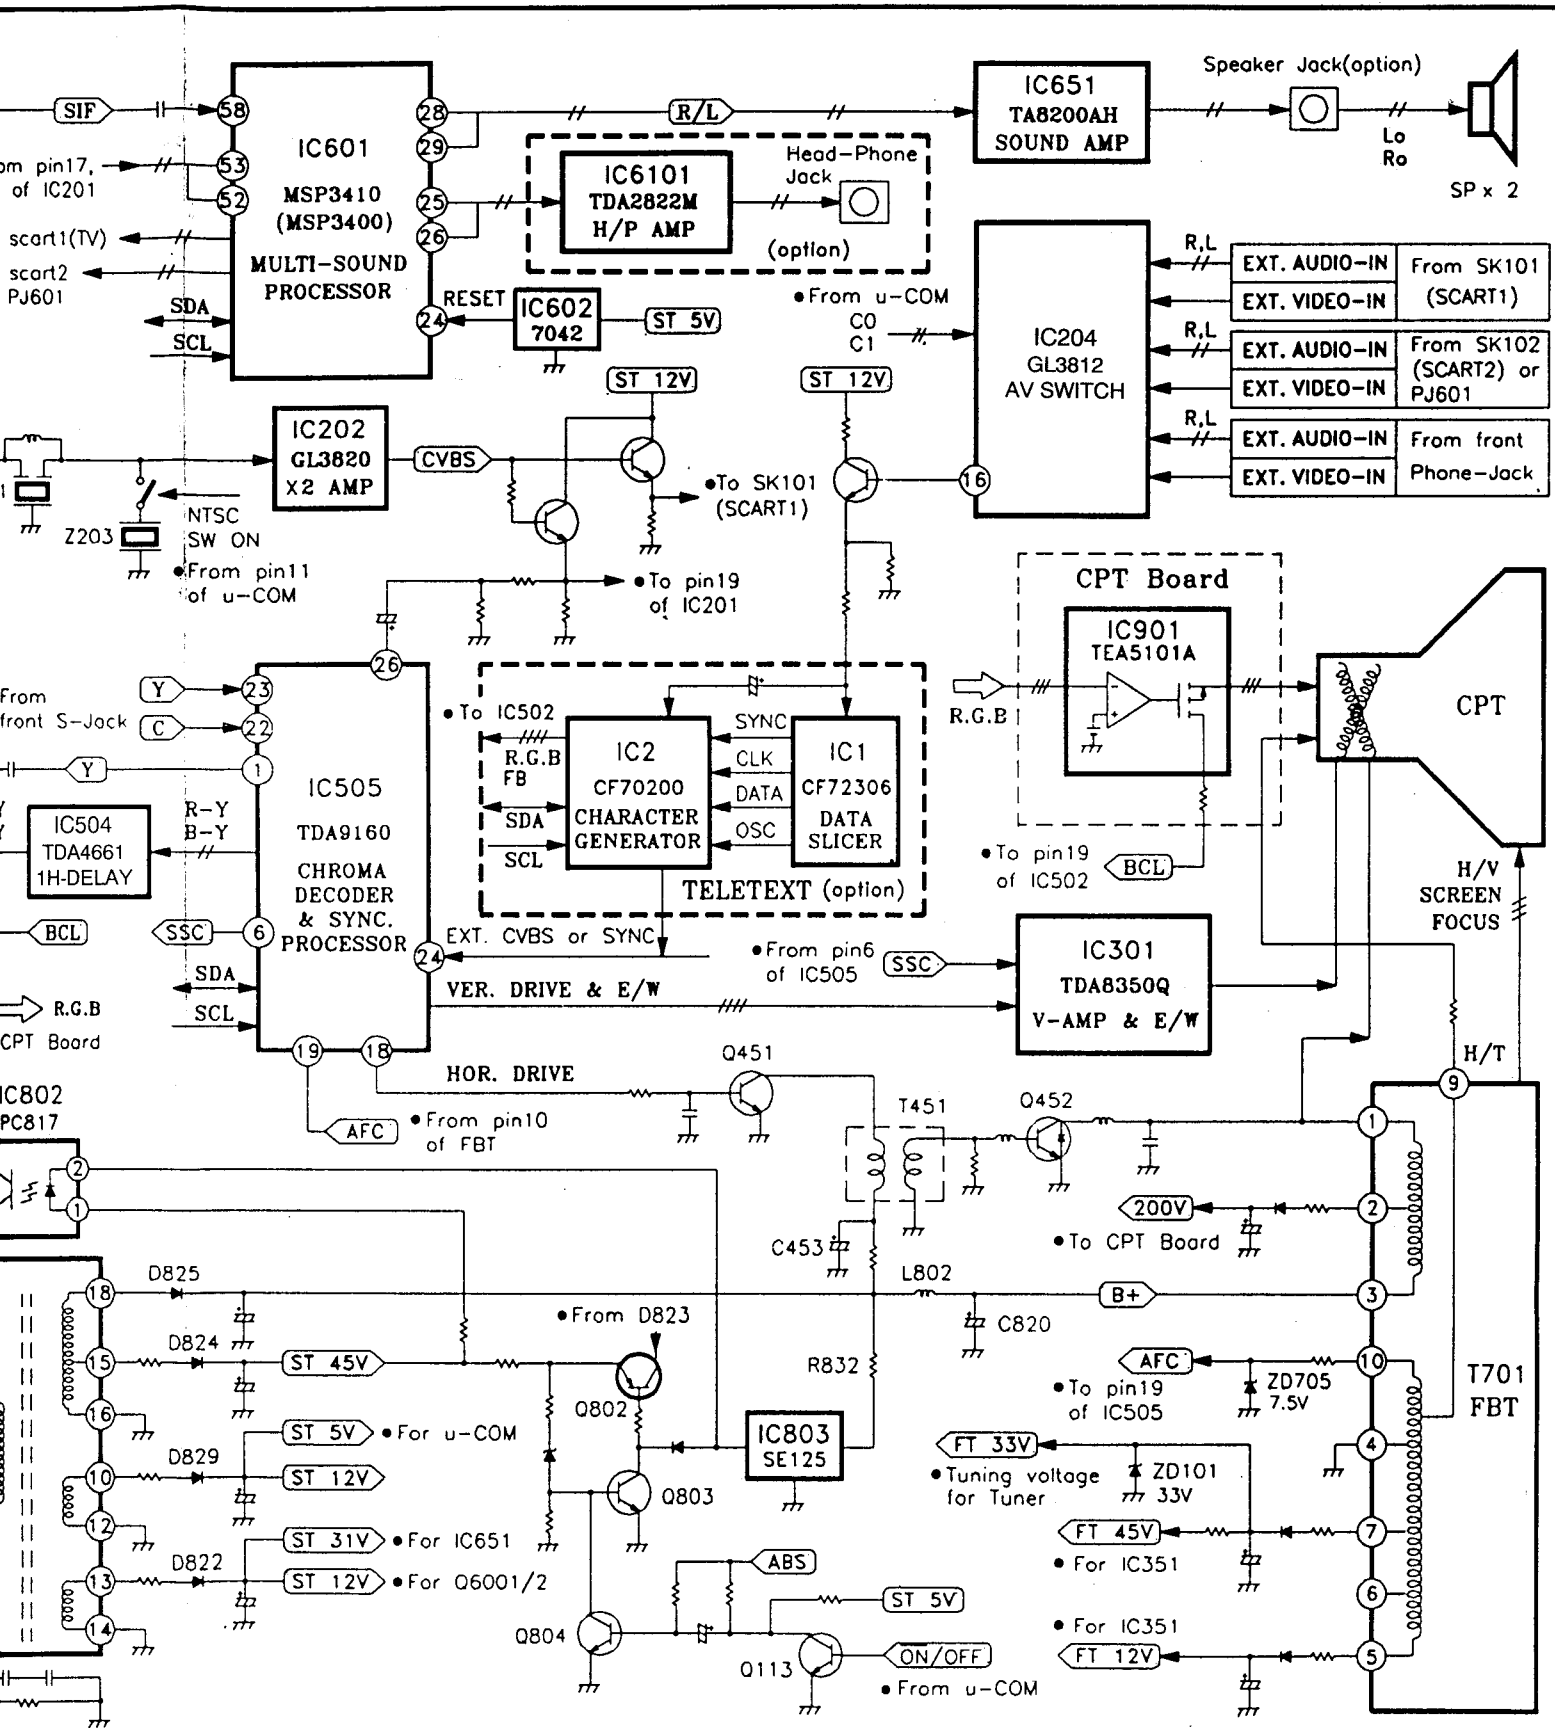 SIF
58
om pin17,
of IC201
53
52
scart1(TV)
scart2
PJ601
SDA
SCL
IC601
MSP3410
(MSP3400)
MULTI-SOUND
PROCESSOR
28
29
25
26
24
R/L
IC6101
TDA2822M
H/P AMP
Head-Phone
Jack
(option)
RESET
IC602
7042
ST 5V
IC651
TA8200AH
SOUND AMP
Speaker Jack(option)
Lo
Ro
SP x 2
•From u-COM
C0
C1
IC204
GL3812
AV SWITCH
16
R,L
EXT. AUDIO-IN
EXT. VIDEO-IN
From SK101
(SCART1)
R,L
EXT. AUDIO-IN
EXT. VIDEO-IN
From SK102
(SCART2) or
PJ601
R,L
EXT. AUDIO-IN
EXT. VIDEO-IN
From front
Phone-Jack
1
Z203
NTSC
SW ON
•From pin11
of u-COM
IC202
GL3820
X2 AMP
CVBS
ST 12V
•To SK101
(SCART1)
•To pin19
of IC201
ST 12V
From
front S-Jack
Y
C
Y
23
22
1
26
IC504
TDA4661
1H-DELAY
R-Y
B-Y
BCL
SSC
6
SDA
SCL
R.G.B
CPT Board
IC505
TDA9160
CHROMA
DECODER
& SYNC.
PROCESSOR
24
19
18
•To IC502
R.G.B
FB
SDA
SCL
IC2
CF70200
CHARACTER
GENERATOR
SYNC
CLK
DATA
OSC
IC1
CF72306
DATA
SLICER
TELETEXT (option)
EXT. CVBS or SYNC
VER. DRIVE & E/W
HOR. DRIVE
CPT Board
IC901
TEA5101A
R.G.B
•To pin19
of IC502
BCL
CPT
H/V
SCREEN
FOCUS
•From pin6
of IC505
SSC
IC301
TDA8350Q
V-AMP & E/W
H/T
IC802
PC817
2
1
AFC
•From pin10
of FBT
Q451
T451
Q452
C453
200V
•To CPT Board
L802
B+
C820
AFC
•To pin19
of IC505
ZD705
7.5V
FT 33V
•Tuning voltage
for Tuner
ZD101
33V
FT 45V
•For IC351
•For IC351
FT 12V
9
1
2
3
10
4
7
6
5
T701
FBT
18
15
16
10
12
13
14
D825
D824
ST 45V
D829
ST 5V
•For u-COM
ST 12V
ST 31V
•For IC651
D822
ST 12V
•For Q6001/2
•From D823
Q802
Q803
R832
IC803
SE125
ABS
ST 5V
Q804
Q113
ON/OFF
•From u-COM